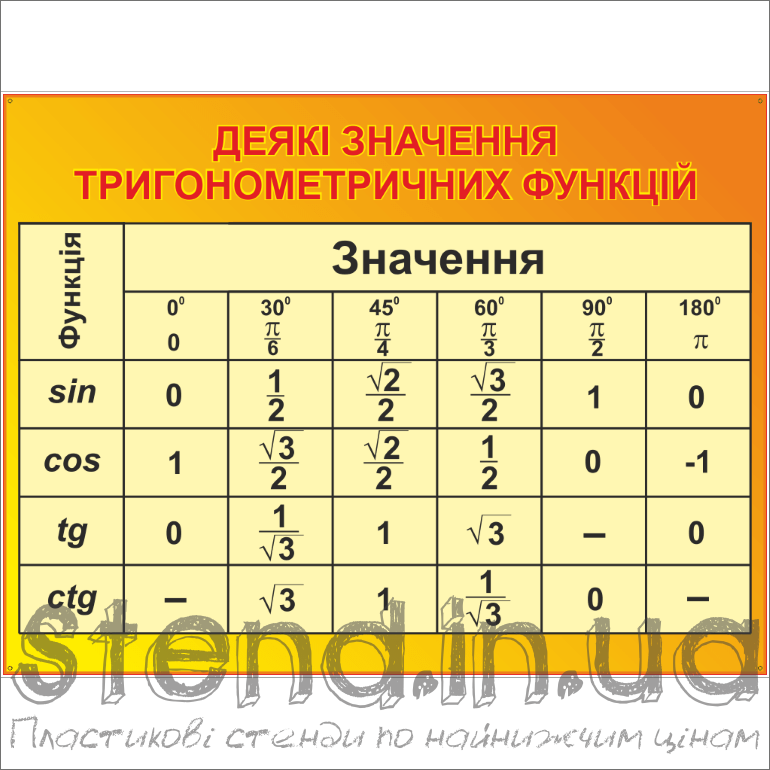 ДЕЯКІ ЗНАЧЕННЯ
ТРИГОНОМЕТРИЧНИХ ФУНКЦІЙ
Функція
Значення
0⁰ 30⁰ 45⁰ 60⁰ 90⁰ 180⁰
0 π/6 π/4 π/3 π/2 π
sin 0 1/2 √2/2 √3/2 1 0
cos 1 √3/2 √2/2 1/2 0 -1
tg 0 1/√3 1 √3 – 0
ctg – √3 1 1/√3 0 –
stend.in.ua
Пластикові стенди по найнижчим цінам